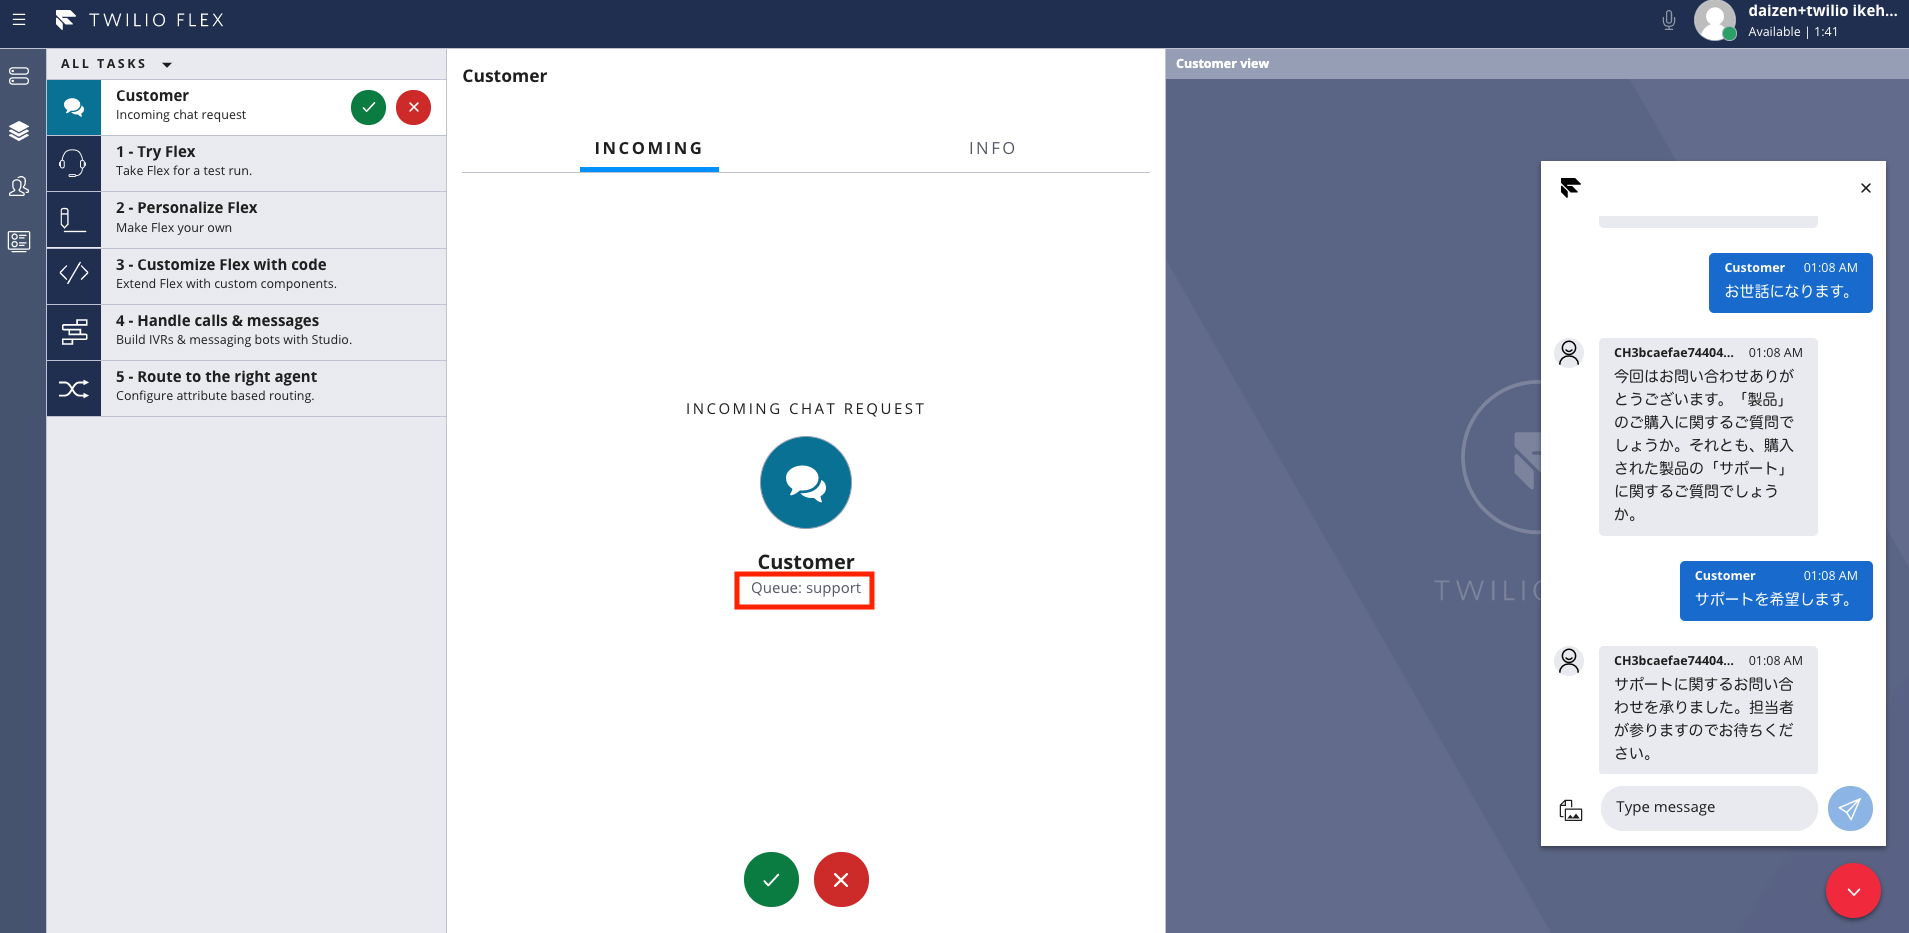 TWILIO FLEX
daizen+twilio ikeh...
Available | 1:41
ALL TASKS
Customer
Incoming chat request
1 - Try Flex
Take Flex for a test run.
2 - Personalize Flex
Make Flex your own
3 - Customize Flex with code
Extend Flex with custom components.
4 - Handle calls & messages
Build IVRs & messaging bots with Studio.
5 - Route to the right agent
Configure attribute based routing.
Customer
INCOMING
INFO
INCOMING CHAT REQUEST
Customer
Queue: support
Customer view
TWILIO
Customer 01:08 AM
お世話になります。
CH3bcaefae74404... 01:08 AM
今回はお問い合わせありが
とうございます。「製品」
のご購入に関するご質問で
しょうか。それとも、購入
された製品の「サポート」
に関するご質問でしょう
か。
Customer 01:08 AM
サポートを希望します。
CH3bcaefae74404... 01:08 AM
サポートに関するお問い合
わせを承りました。担当者
が参りますのでお待ちくだ
さい。
Type message